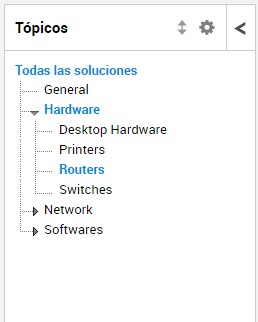 Tópicos
Todas las soluciones
General
Hardware
Desktop Hardware
Printers
Routers
Switches
Network
Softwares